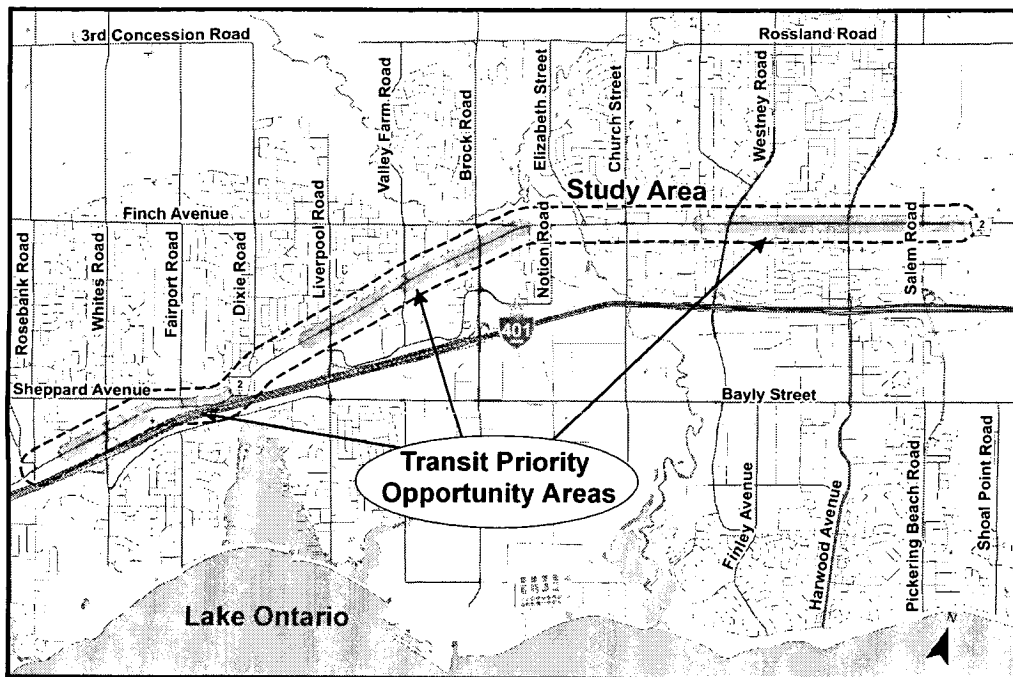 3rd Concession Road
Rossland Road
Valley Farm Road
Brock Road
Elizabeth Street
Church Street
Westney Road
Study Area
Finch Avenue
2
Rosebank Road
Whites Road
Fairport Road
Dixie Road
Liverpool Road
Notion Road
Salem Road
401
Sheppard Avenue
2
Bayly Street
Transit Priority
Opportunity Areas
Finley Avenue
Harwood Avenue
Pickering Beach Road
Shoal Point Road
Lake Ontario
N